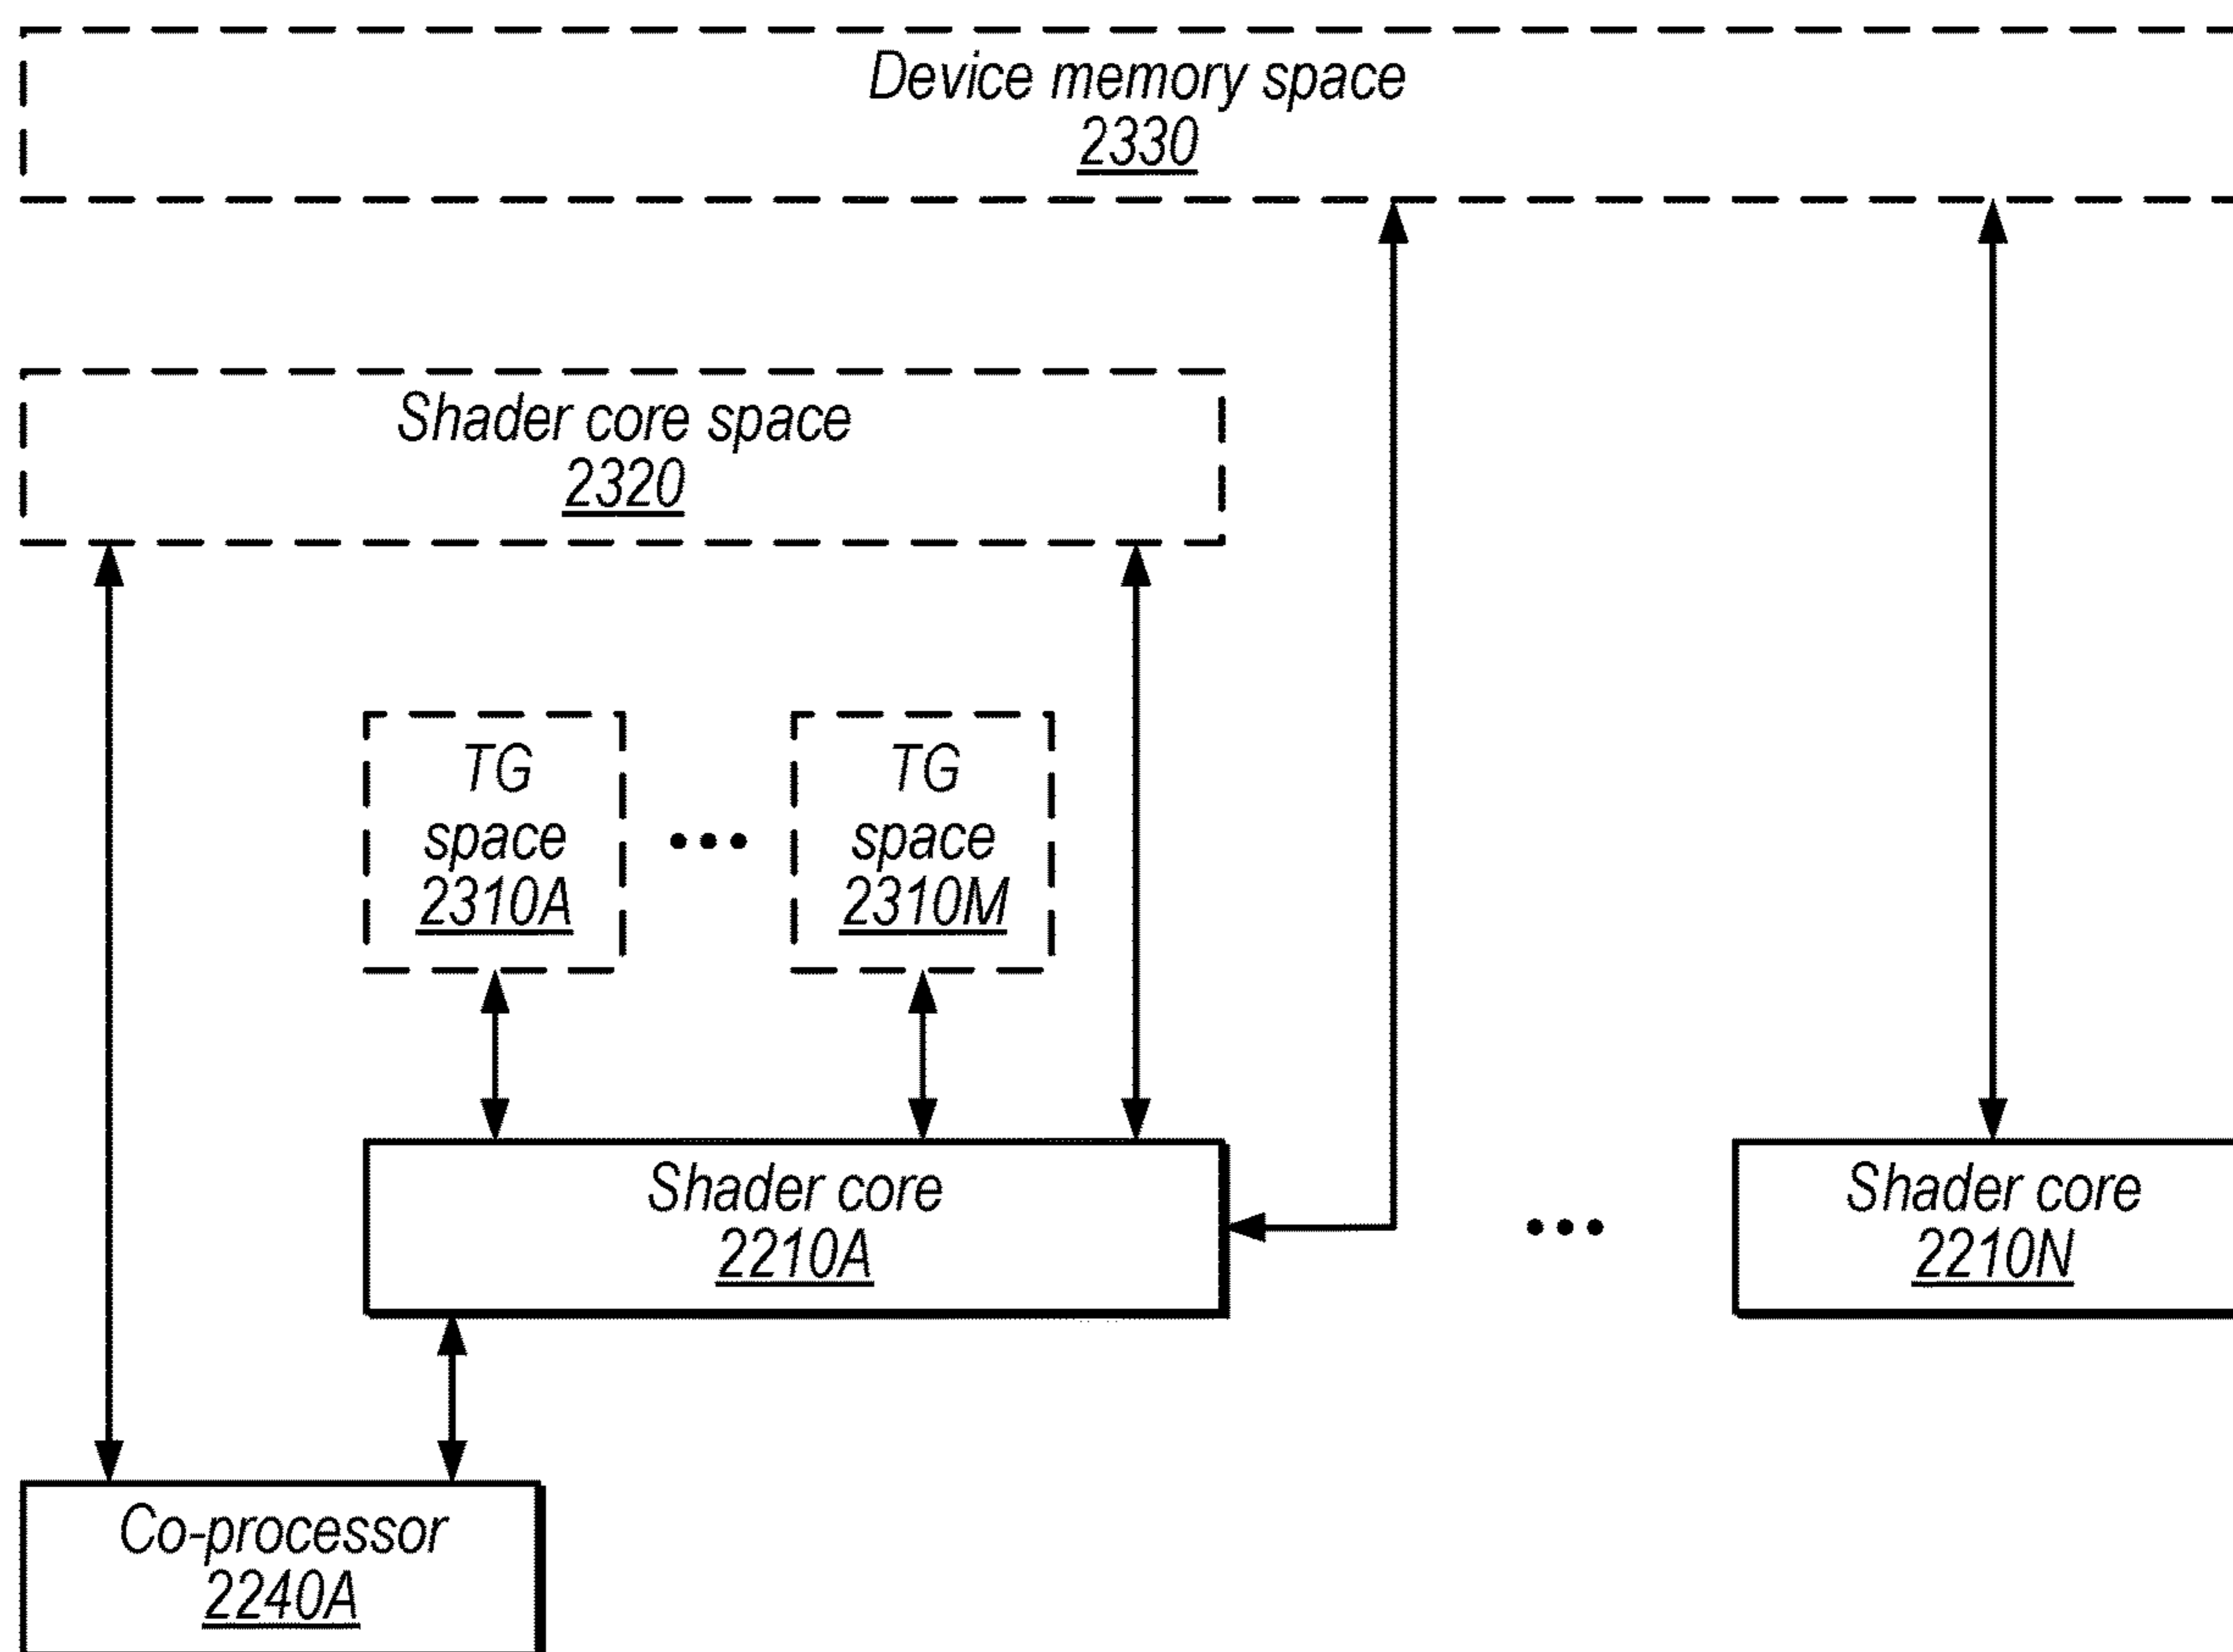 Device memory space
2330
Shader core space
2320
TG
space
2310A
TG
space
2310M
Shader core
2210A
Shader core
2210N
Co-processor
2240A